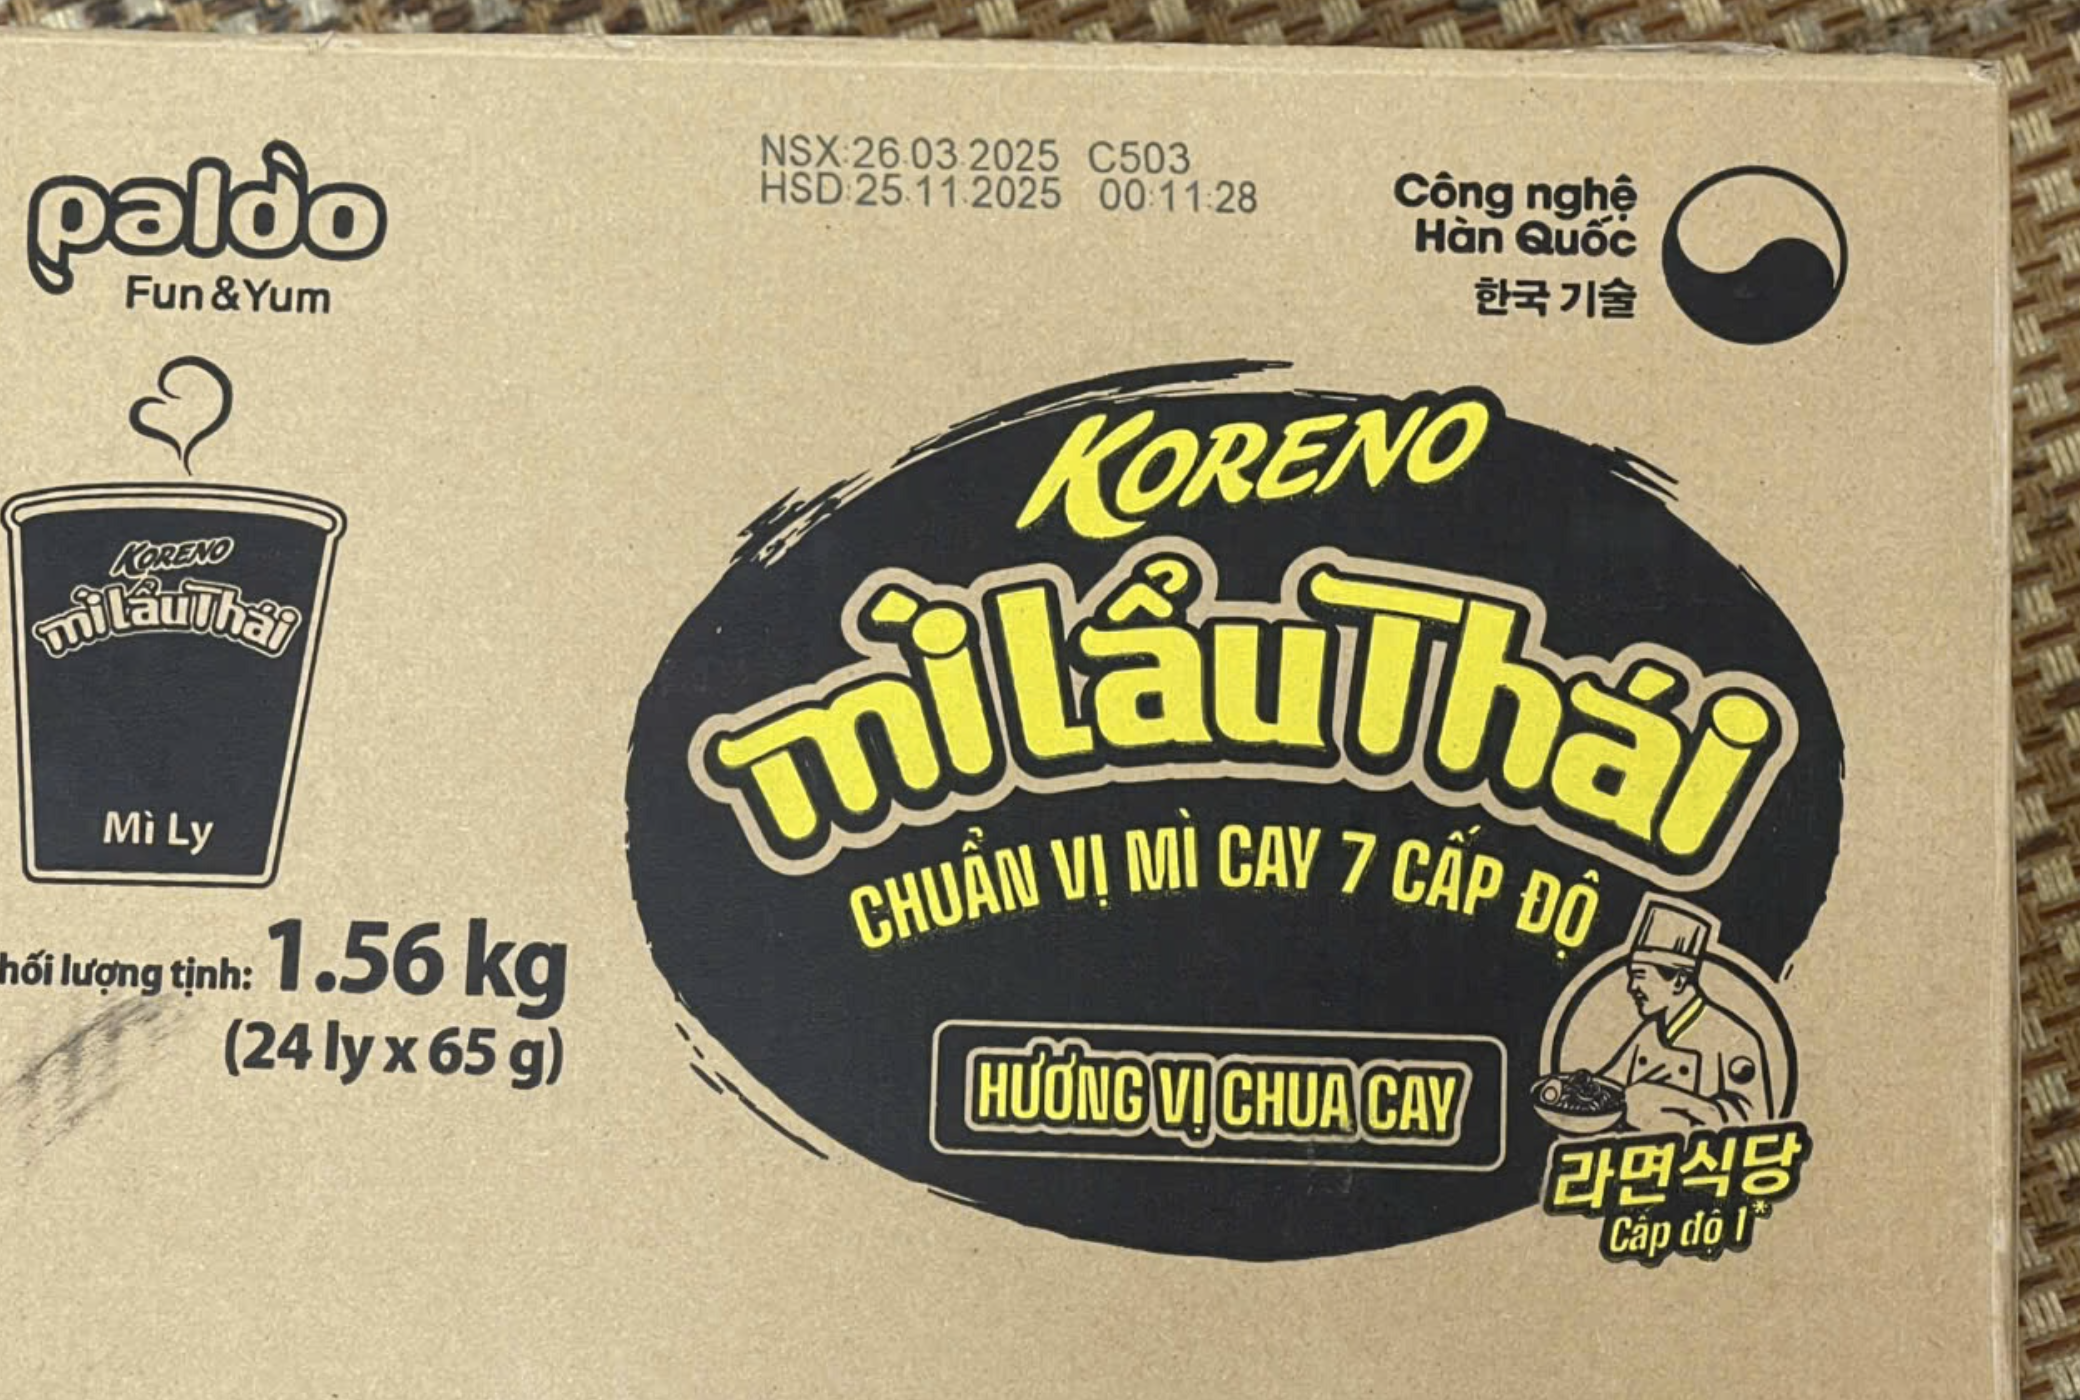 paldo
Fun & Yum
NSX:26.03.2025 C503
HSD:25.11.2025 00:11:28
Công nghệ
Hàn Quốc
한국 기술
KORENO
mì Lẩu Thái
Mì Ly
hối lượng tịnh: 1.56 kg
(24 ly x 65 g)
KORENO
mì Lẩu Thái
CHUẨN VỊ MÌ CAY 7 CẤP ĐỘ
HƯƠNG VỊ CHUA CAY
라면식당
Cấp độ 1*